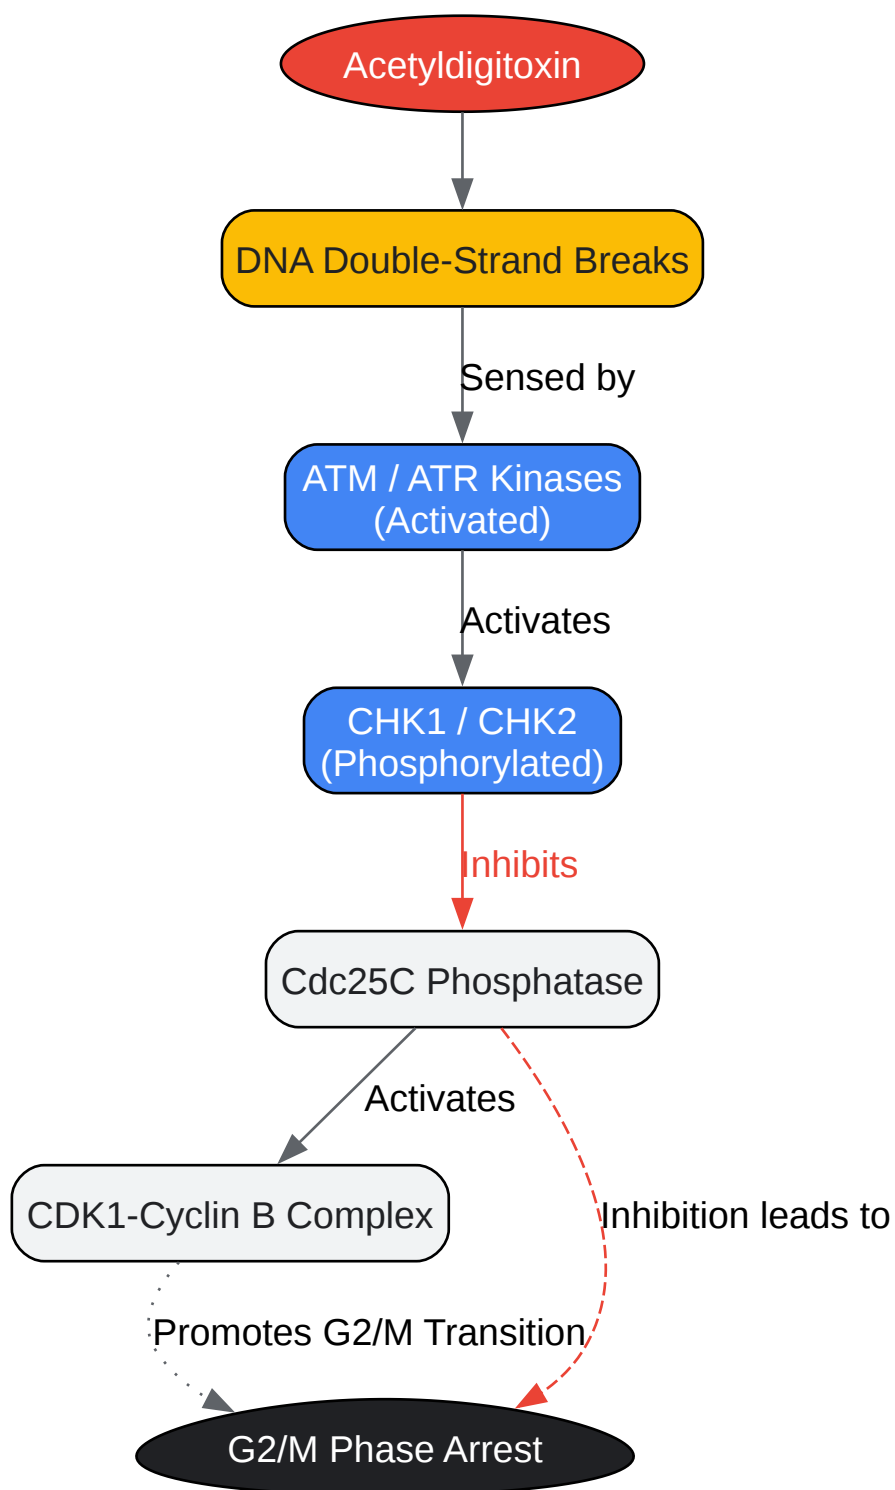 Acetyldigitoxin
DNA Double-Strand Breaks
Sensed by
ATM / ATR Kinases
(Activated)
Activates
CHK1 / CHK2
(Phosphorylated)
Inhibits
Cdc25C Phosphatase
Activates
CDK1-Cyclin B Complex
Inhibition leads to
Promotes G2/M Transition
G2/M Phase Arrest